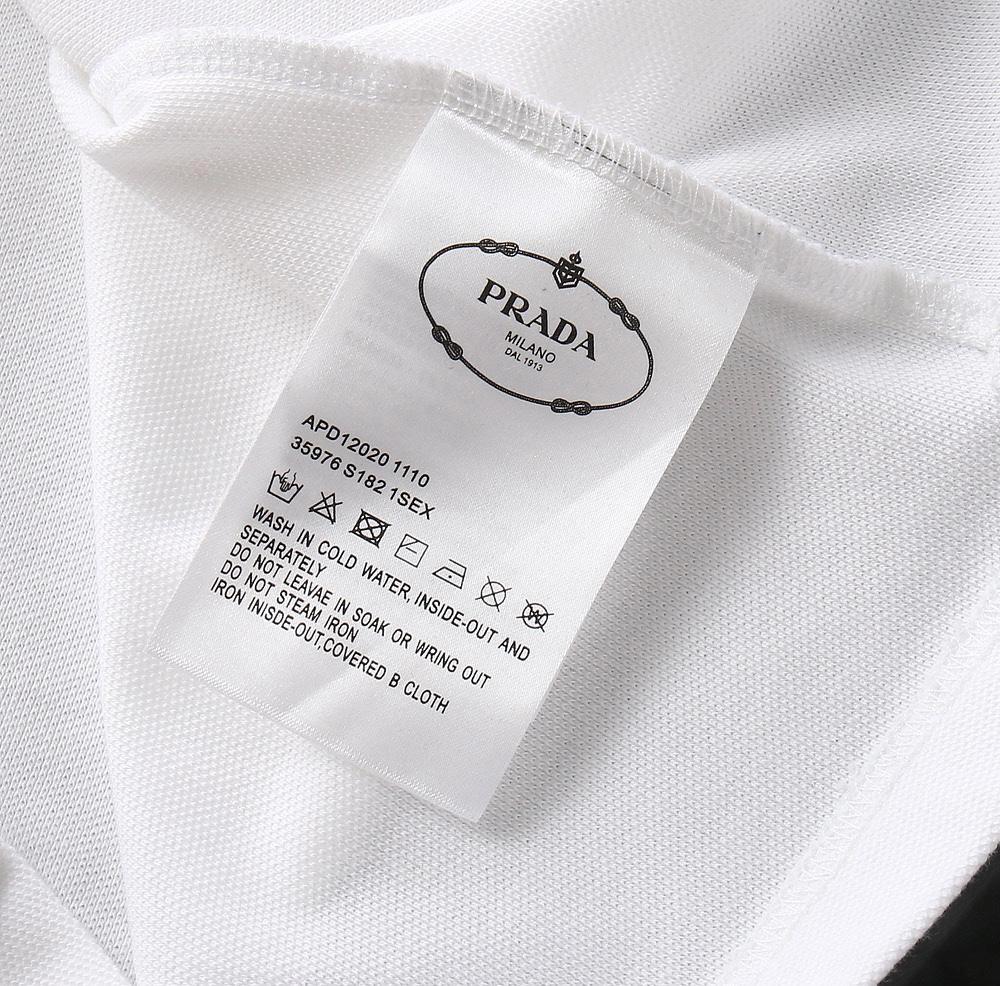 PRADA
MILANO
DAL 1913
APD12020 1110
35976 S182 1SEX
WASH IN COLD WATER, INSIDE-OUT AND
SEPARATELY
DO NOT LEAVAE IN SOAK OR WRING OUT
DO NOT STEAM IRON
IRON INISDE-OUT,COVERED B CLOTH